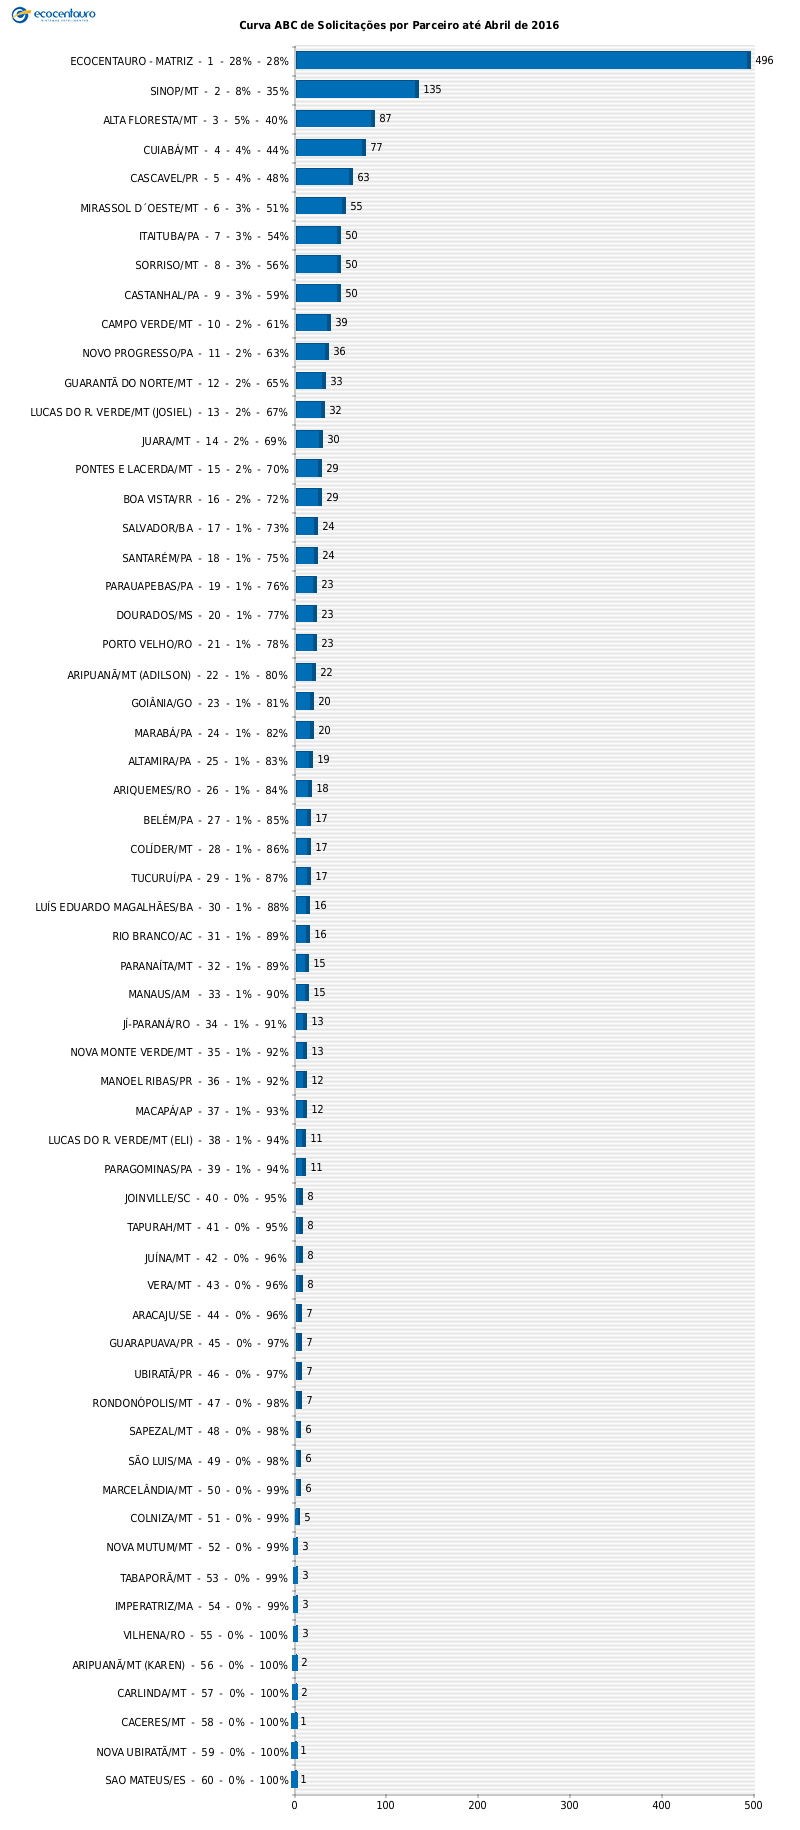 ecocentauro
Curva ABC de Solicitações por Parceiro até Abril de 2016
ECOCENTAURO - MATRIZ - 1 - 28% - 28% 496
SINOP/MT - 2 - 8% - 35% 135
ALTA FLORESTA/MT - 3 - 5% - 40% 87
CUIABÁ/MT - 4 - 4% - 44% 77
CASCAVEL/PR - 5 - 4% - 48% 63
MIRASSOL D´OESTE/MT - 6 - 3% - 51% 55
ITAITUBA/PA - 7 - 3% - 54% 50
SORRISO/MT - 8 - 3% - 56% 50
CASTANHAL/PA - 9 - 3% - 59% 50
CAMPO VERDE/MT - 10 - 2% - 61% 39
NOVO PROGRESSO/PA - 11 - 2% - 63% 36
GUARANTÃ DO NORTE/MT - 12 - 2% - 65% 33
LUCAS DO R. VERDE/MT (JOSIEL) - 13 - 2% - 67% 32
JUARA/MT - 14 - 2% - 69% 30
PONTES E LACERDA/MT - 15 - 2% - 70% 29
BOA VISTA/RR - 16 - 2% - 72% 29
SALVADOR/BA - 17 - 1% - 73% 24
SANTARÉM/PA - 18 - 1% - 75% 24
PARAUAPEBAS/PA - 19 - 1% - 76% 23
DOURADOS/MS - 20 - 1% - 77% 23
PORTO VELHO/RO - 21 - 1% - 78% 23
ARIPUANÃ/MT (ADILSON) - 22 - 1% - 80% 22
GOIÂNIA/GO - 23 - 1% - 81% 20
MARABÁ/PA - 24 - 1% - 82% 20
ALTAMIRA/PA - 25 - 1% - 83% 19
ARIQUEMES/RO - 26 - 1% - 84% 18
BELÉM/PA - 27 - 1% - 85% 17
COLÍDER/MT - 28 - 1% - 86% 17
TUCURUÍ/PA - 29 - 1% - 87% 17
LUÍS EDUARDO MAGALHÃES/BA - 30 - 1% - 88% 16
RIO BRANCO/AC - 31 - 1% - 89% 16
PARANAÍTA/MT - 32 - 1% - 89% 15
MANAUS/AM - 33 - 1% - 90% 15
JÍ-PARANÁ/RO - 34 - 1% - 91% 13
NOVA MONTE VERDE/MT - 35 - 1% - 92% 13
MANOEL RIBAS/PR - 36 - 1% - 92% 12
MACAPÁ/AP - 37 - 1% - 93% 12
LUCAS DO R. VERDE/MT (ELI) - 38 - 1% - 94% 11
PARAGOMINAS/PA - 39 - 1% - 94% 11
JOINVILLE/SC - 40 - 0% - 95% 8
TAPURAH/MT - 41 - 0% - 95% 8
JUÍNA/MT - 42 - 0% - 96% 8
VERA/MT - 43 - 0% - 96% 8
ARACAJU/SE - 44 - 0% - 96% 7
GUARAPUAVA/PR - 45 - 0% - 97% 7
UBIRATÃ/PR - 46 - 0% - 97% 7
RONDONÓPOLIS/MT - 47 - 0% - 98% 7
SAPEZAL/MT - 48 - 0% - 98% 6
SÃO LUIS/MA - 49 - 0% - 98% 6
MARCELÂNDIA/MT - 50 - 0% - 99% 6
COLNIZA/MT - 51 - 0% - 99% 5
NOVA MUTUM/MT - 52 - 0% - 99% 3
TABAPORÃ/MT - 53 - 0% - 99% 3
IMPERATRIZ/MA - 54 - 0% - 99% 3
VILHENA/RO - 55 - 0% - 100% 3
ARIPUANÃ/MT (KAREN) - 56 - 0% - 100% 2
CARLINDA/MT - 57 - 0% - 100% 2
CACERES/MT - 58 - 0% - 100% 1
NOVA UBIRATÃ/MT - 59 - 0% - 100% 1
SAO MATEUS/ES - 60 - 0% - 100% 1
0 100 200 300 400 500